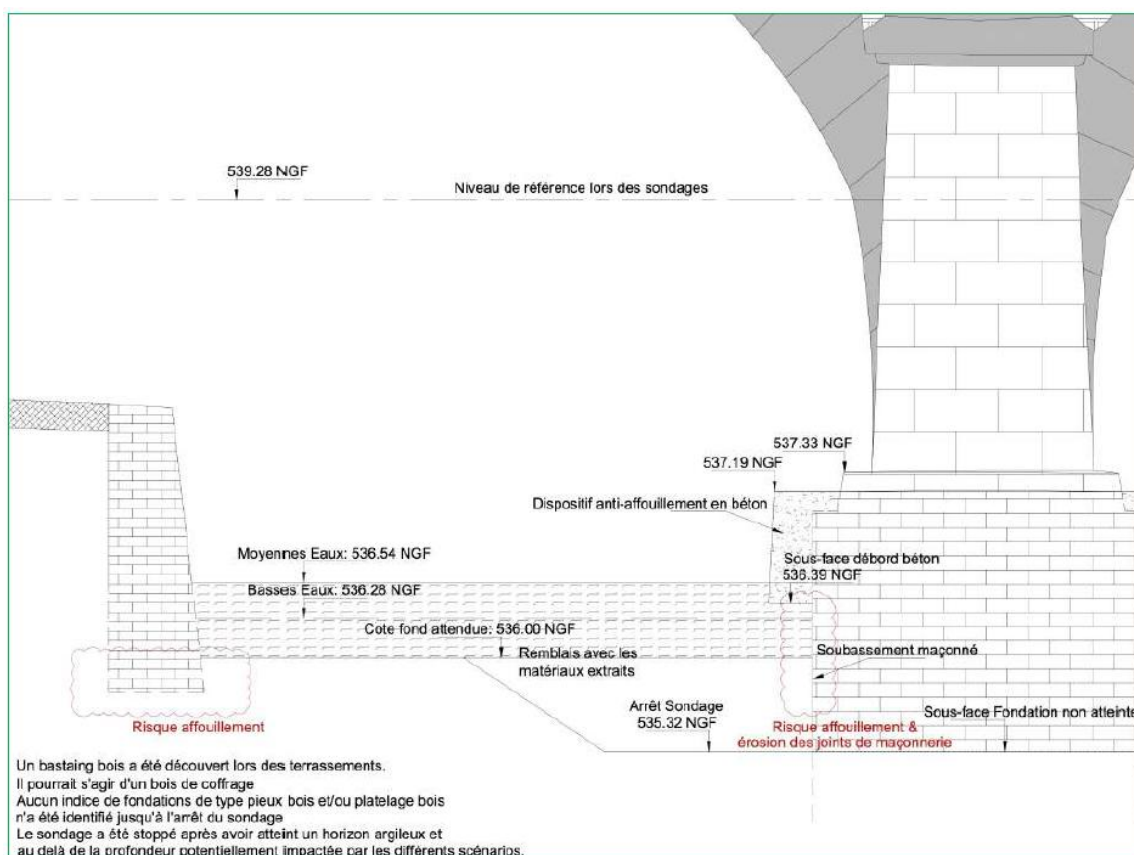 539.28 NGF
Niveau de référence lors des sondages
537.33 NGF
537.19 NGF
Dispositif anti-affouillement en béton
Moyennes Eaux: 536.54 NGF
Sous-face débord béton
536.39 NGF
Basses Eaux: 536.28 NGF
Cote fond attendue: 536.00 NGF
Remblais avec les
matériaux extraits
Soubassement maçonné
Arrêt Sondage
535.32 NGF
Sous-face Fondation non atteinte
Risque affouillement
Risque affouillement &
érosion des joints de maçonnerie
Un bastaing bois a été découvert lors des terrassements.
Il pourrait s'agir d'un bois de coffrage
Aucun indice de fondations de type pieux bois et/ou platelage bois
n'a été identifié jusqu'à l'arrêt du sondage
Le sondage a été stoppé après avoir atteint un horizon argileux et
au delà de la profondeur potentiellement impactée par les différents scénarios.